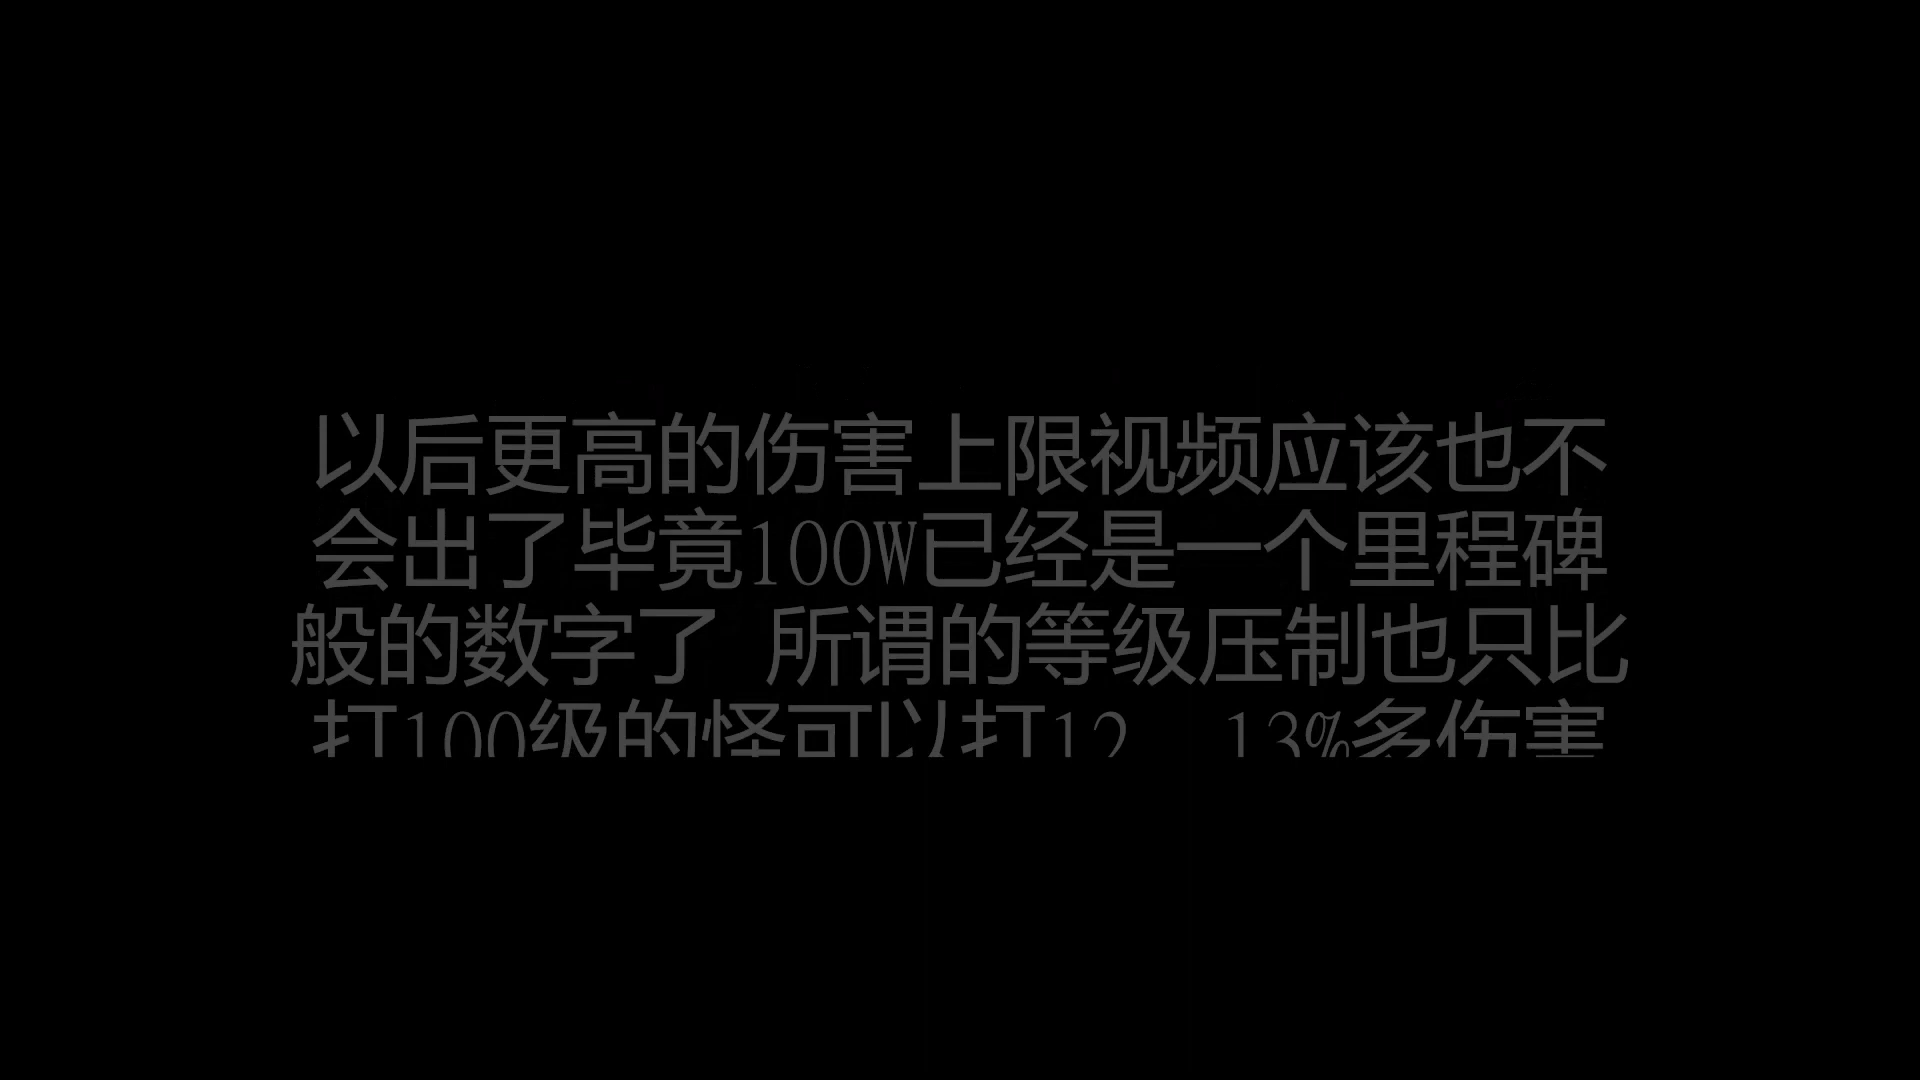 以后更高的伤害上限视频应该也不
会出了毕竟100W已经是一个里程碑
般的数字了 所谓的等级压制也只比
打100级的怪可以打12 13%多伤害